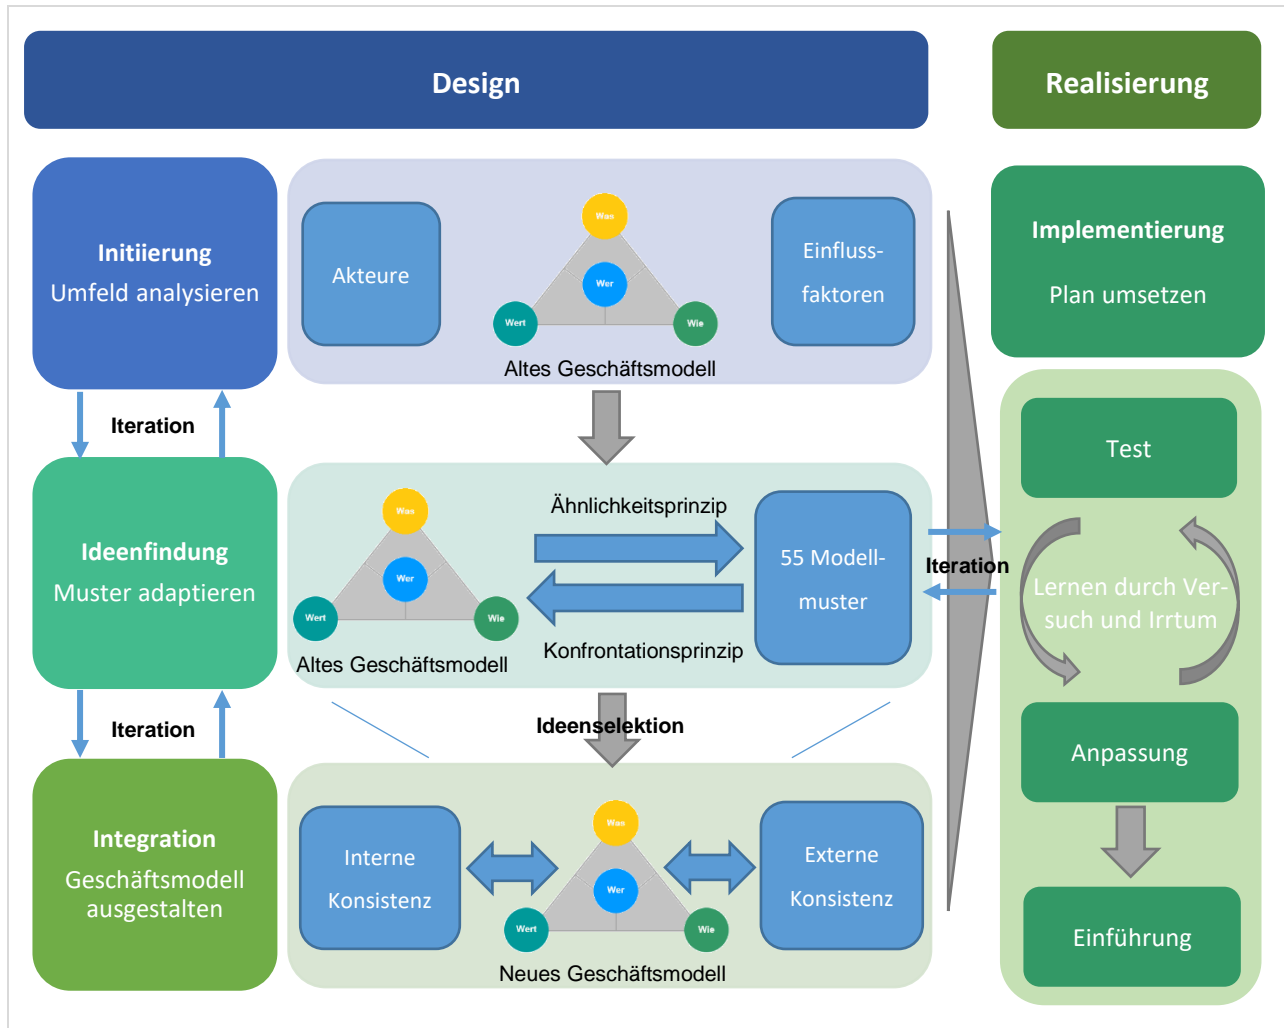 Design
Realisierung
Initiierung
Umfeld analysieren
Akteure
Was
Wer
Wert
Wie
Altes Geschäftsmodell
Einfluss-
faktoren
Implementierung
Plan umsetzen
Iteration
Ideenfindung
Muster adaptieren
Was
Wer
Wert
Wie
Altes Geschäftsmodell
Ähnlichkeitsprinzip
Konfrontationsprinzip
55 Modell-
muster
Iteration
Test
Lernen durch Ver-
such und Irrtum
Anpassung
Einführung
Iteration
Ideenselektion
Integration
Geschäftsmodell
ausgestalten
Interne
Konsistenz
Was
Wer
Wert
Wie
Neues Geschäftsmodell
Externe
Konsistenz